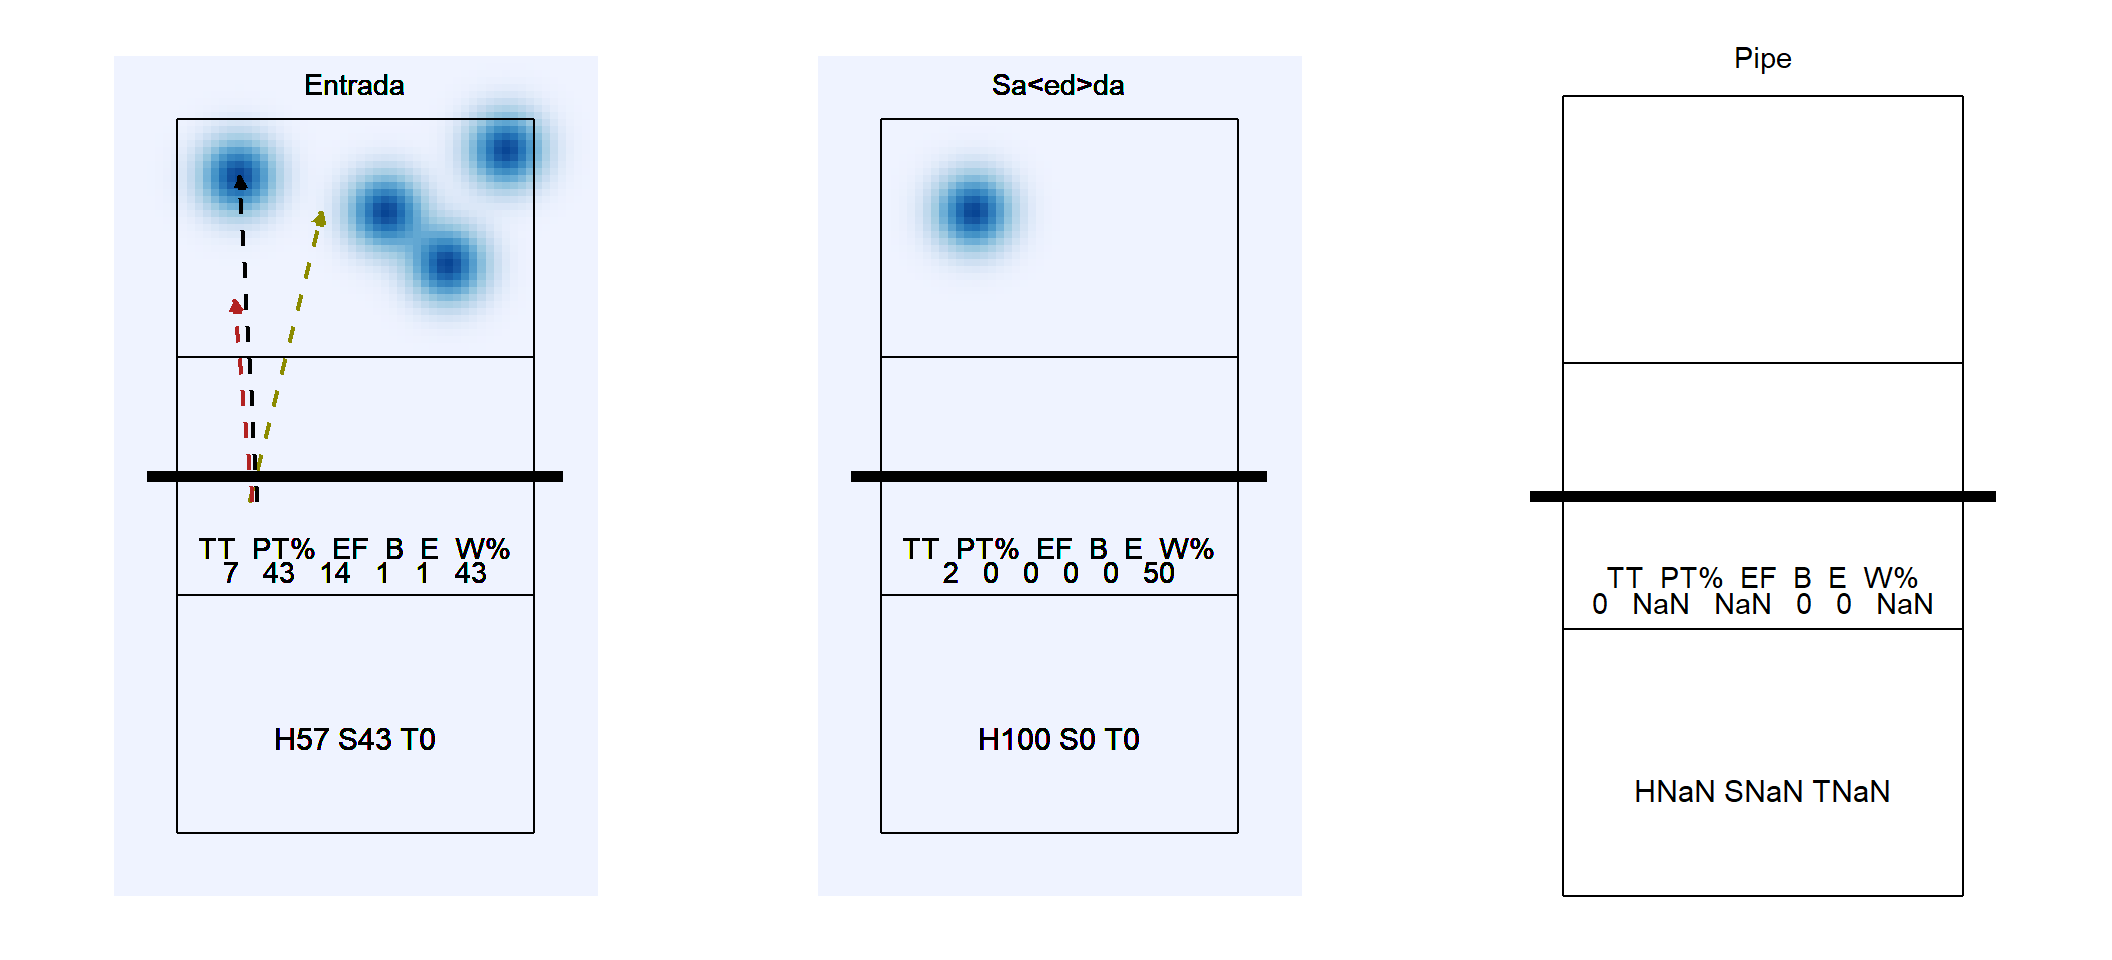 Entrada
TT PT% EF B E W%
7 43 14 1 1 43
H57 S43 T0
Sa<ed>da
TT PT% EF B E W%
2 0 0 0 0 50
H100 S0 T0
Pipe
TT PT% EF B E W%
0 NaN NaN 0 0 NaN
HNaN SNaN TNaN